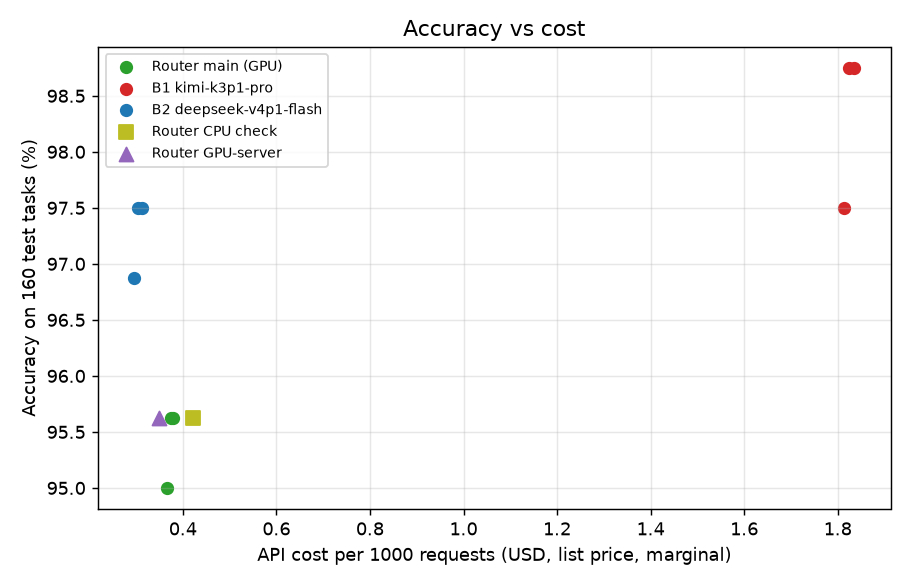 Accuracy vs cost
Router main (GPU)
B1 kimi-k3p1-pro
B2 deepseek-v4p1-flash
Router CPU check
Router GPU-server
Accuracy on 160 test tasks (%)
98.5
98.0
97.5
97.0
96.5
96.0
95.5
95.0
0.4 0.6 0.8 1.0 1.2 1.4 1.6 1.8
API cost per 1000 requests (USD, list price, marginal)